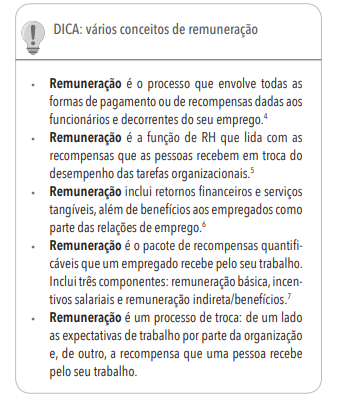 DICA: vários conceitos de remuneração
• Remuneração é o processo que envolve todas as
formas de pagamento ou de recompensas dadas aos
funcionários e decorrentes do seu emprego.4
• Remuneração é a função de RH que lida com as
recompensas que as pessoas recebem em troca do
desempenho das tarefas organizacionais.5
• Remuneração inclui retornos financeiros e serviços
tangíveis, além de benefícios aos empregados como
parte das relações de emprego.6
• Remuneração é o pacote de recompensas quantifi-
cáveis que um empregado recebe pelo seu trabalho.
Inclui três componentes: remuneração básica, incen-
tivos salariais e remuneração indireta/benefícios.7
• Remuneração é um processo de troca: de um lado
as expectativas de trabalho por parte da organização
e, de outro, a recompensa que uma pessoa recebe
pelo seu trabalho.